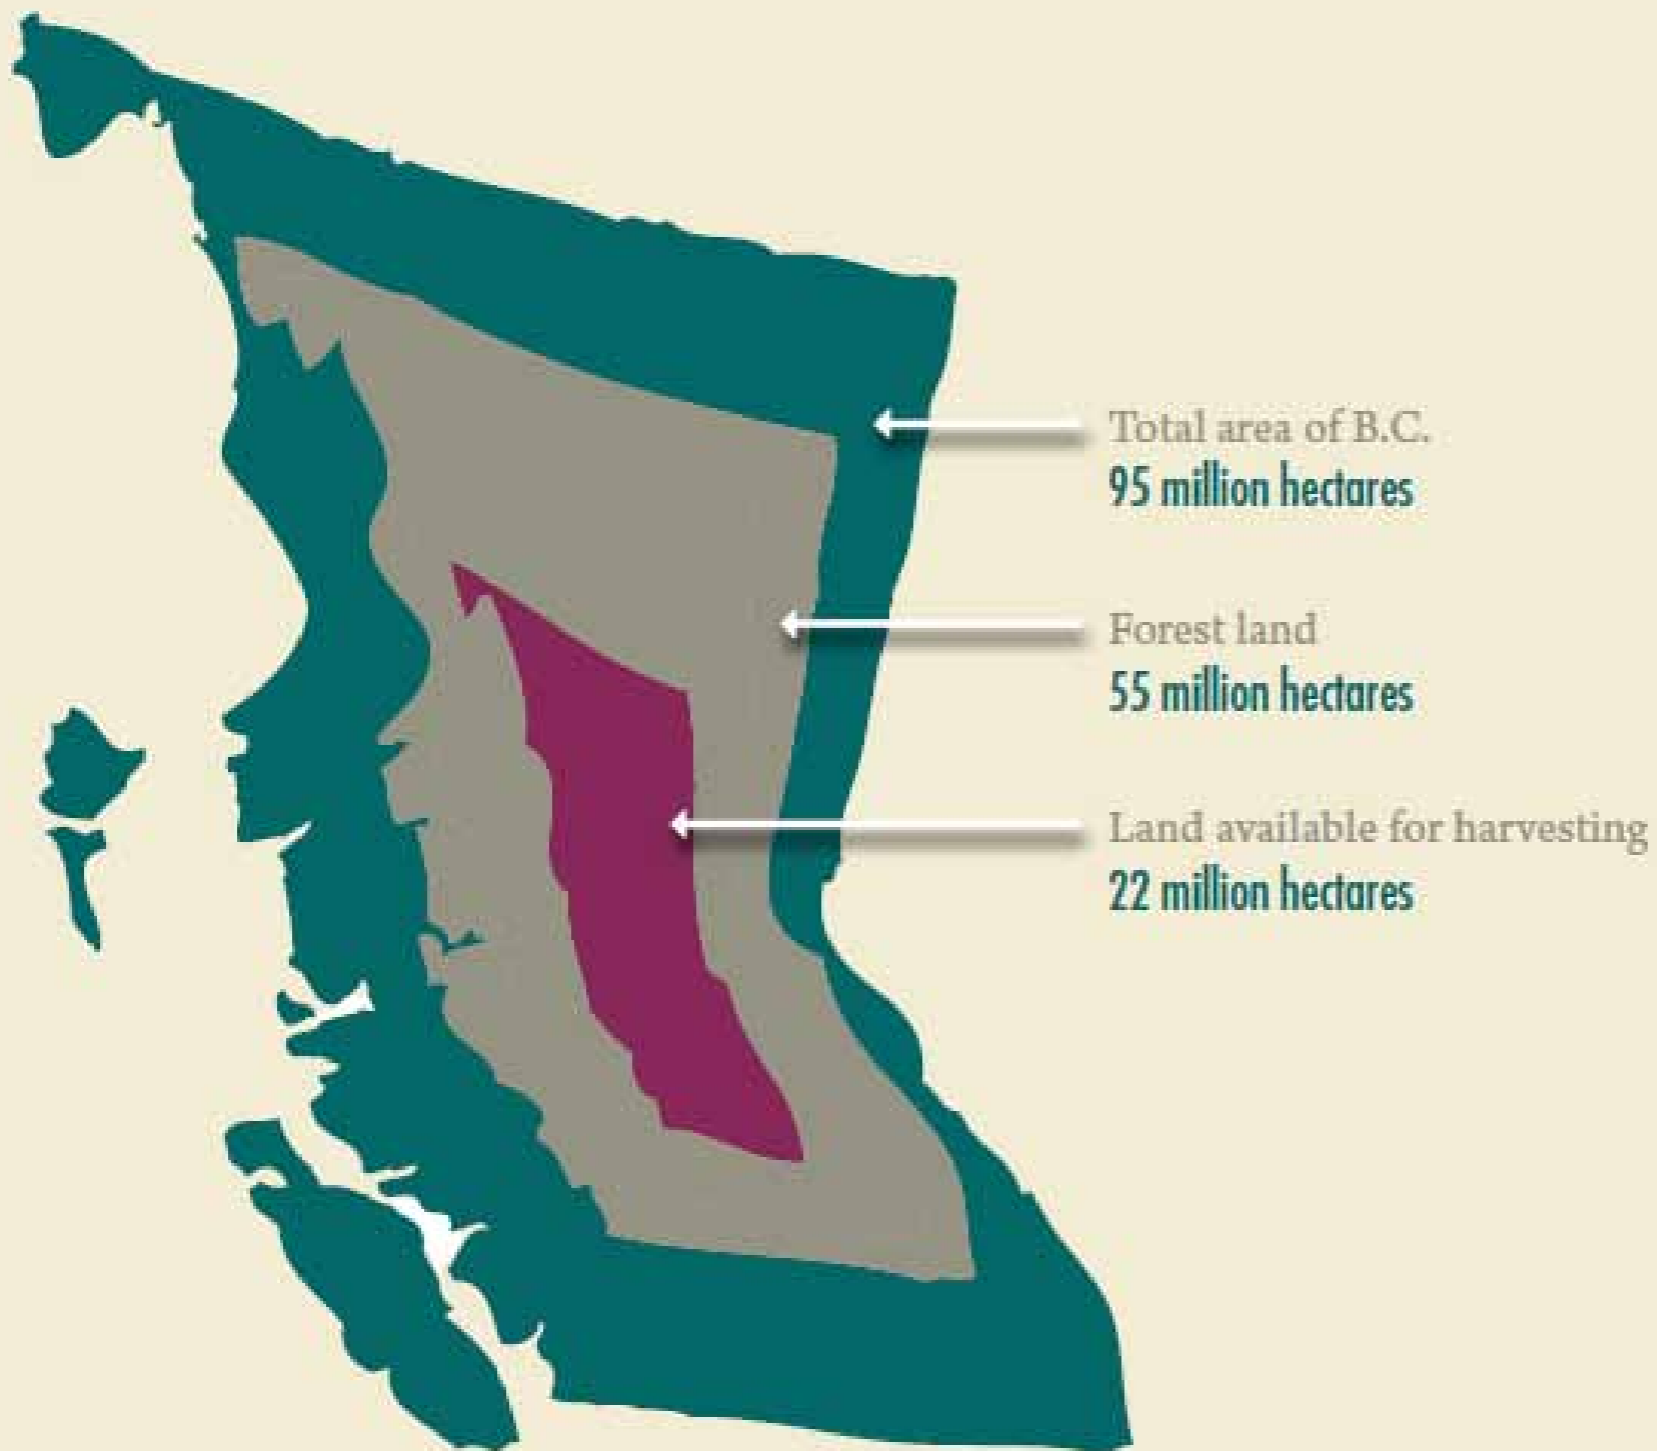 Total area of B.C.
95 million hectares
Forest land
55 million hectares
Land available for harvesting
22 million hectares